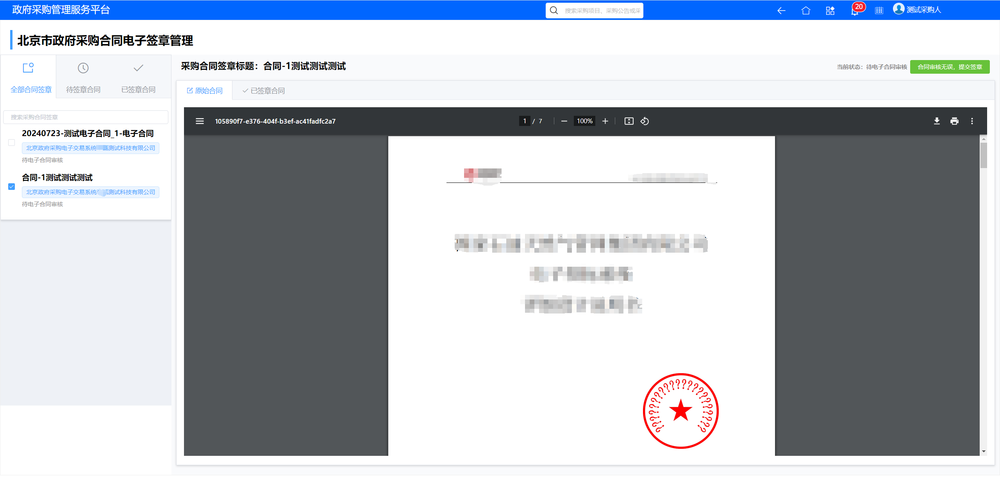 政府采购管理服务平台
搜索采购项目、采购公告或采
20
测试采购人
北京市政府采购合同电子签章管理
全部合同签章
待签章合同
已签章合同
搜索采购合同签章
20240723-测试电子合同_1-电子合同
北京政府采购电子交易系统 磊测试科技有限公司
待电子合同审核
合同-1测试测试测试
北京政府采购电子交易系统 测试科技有限公司
待电子合同审核
采购合同签章标题：合同-1测试测试测试
当前状态：待电子合同审核
合同审核无误，提交签章
原始合同
已签章合同
105890f7-e376-404f-b3ef-ac41fadfc2a7
1 / 7
100%
???????????????????????????